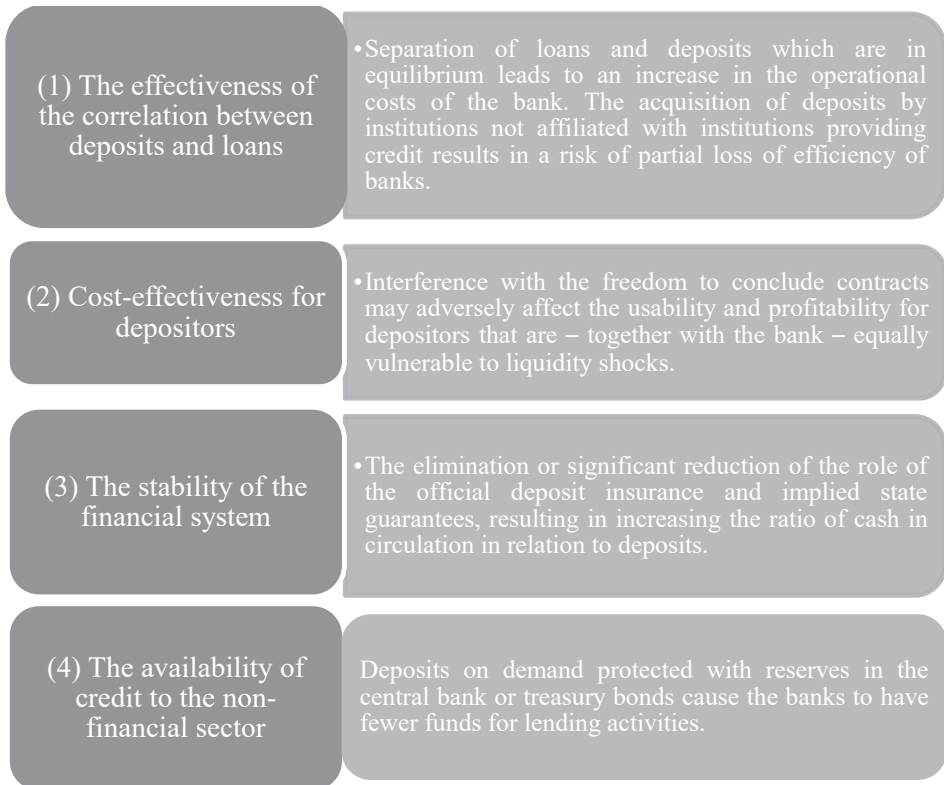 (1) The effectiveness of
the correlation between
deposits and loans
•Separation of loans and deposits which are in
equilibrium leads to an increase in the operational
costs of the bank. The acquisition of deposits by
institutions not affiliated with institutions providing
credit results in a risk of partial loss of efficiency of
banks.
(2) Cost-effectiveness for
depositors
•Interference with the freedom to conclude contracts
may adversely affect the usability and profitability for
depositors that are – together with the bank – equally
vulnerable to liquidity shocks.
(3) The stability of the
financial system
•The elimination or significant reduction of the role of
the official deposit insurance and implied state
guarantees, resulting in increasing the ratio of cash in
circulation in relation to deposits.
(4) The availability of
credit to the non-
financial sector
Deposits on demand protected with reserves in the
central bank or treasury bonds cause the banks to have
fewer funds for lending activities.